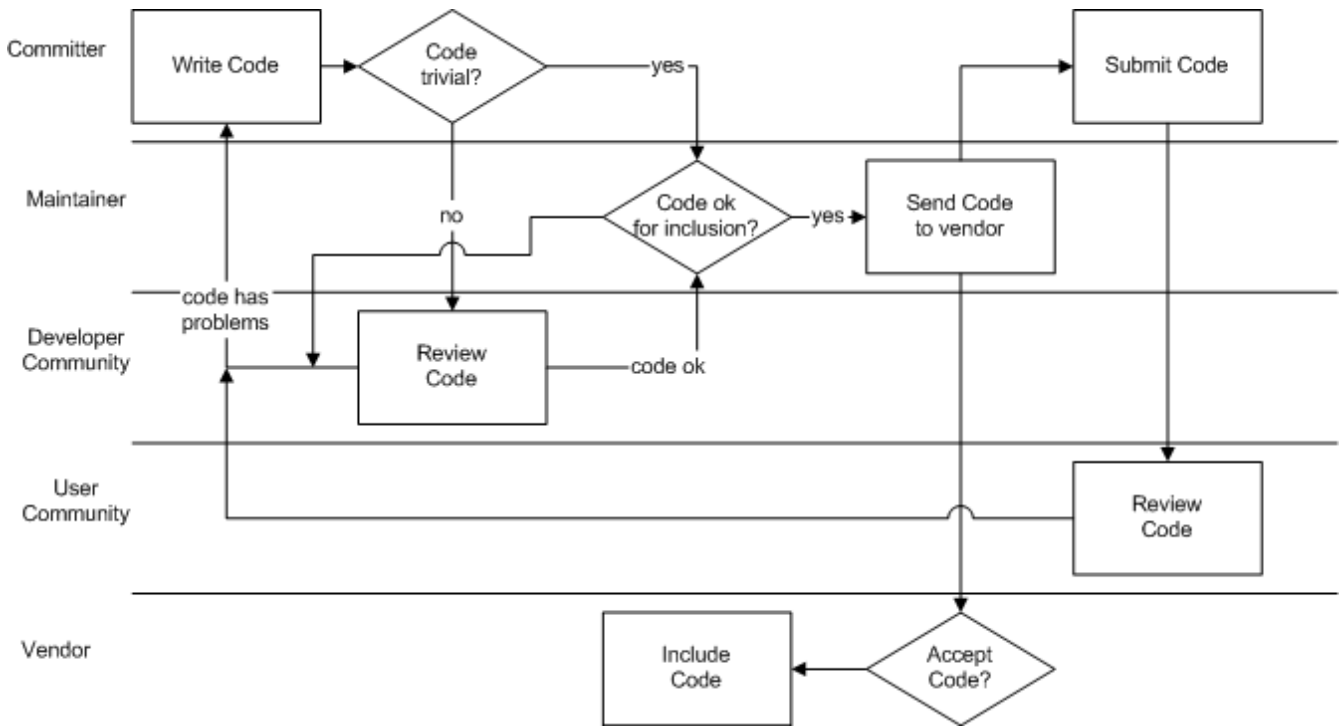 Committer
Write Code
Code
trivial?
yes
Submit Code
Maintainer
no
Code ok
for inclusion?
yes
Send Code
to vendor
code has
problems
Developer
Community
Review
Code
code ok
User
Community
Review
Code
Vendor
Include
Code
Accept
Code?